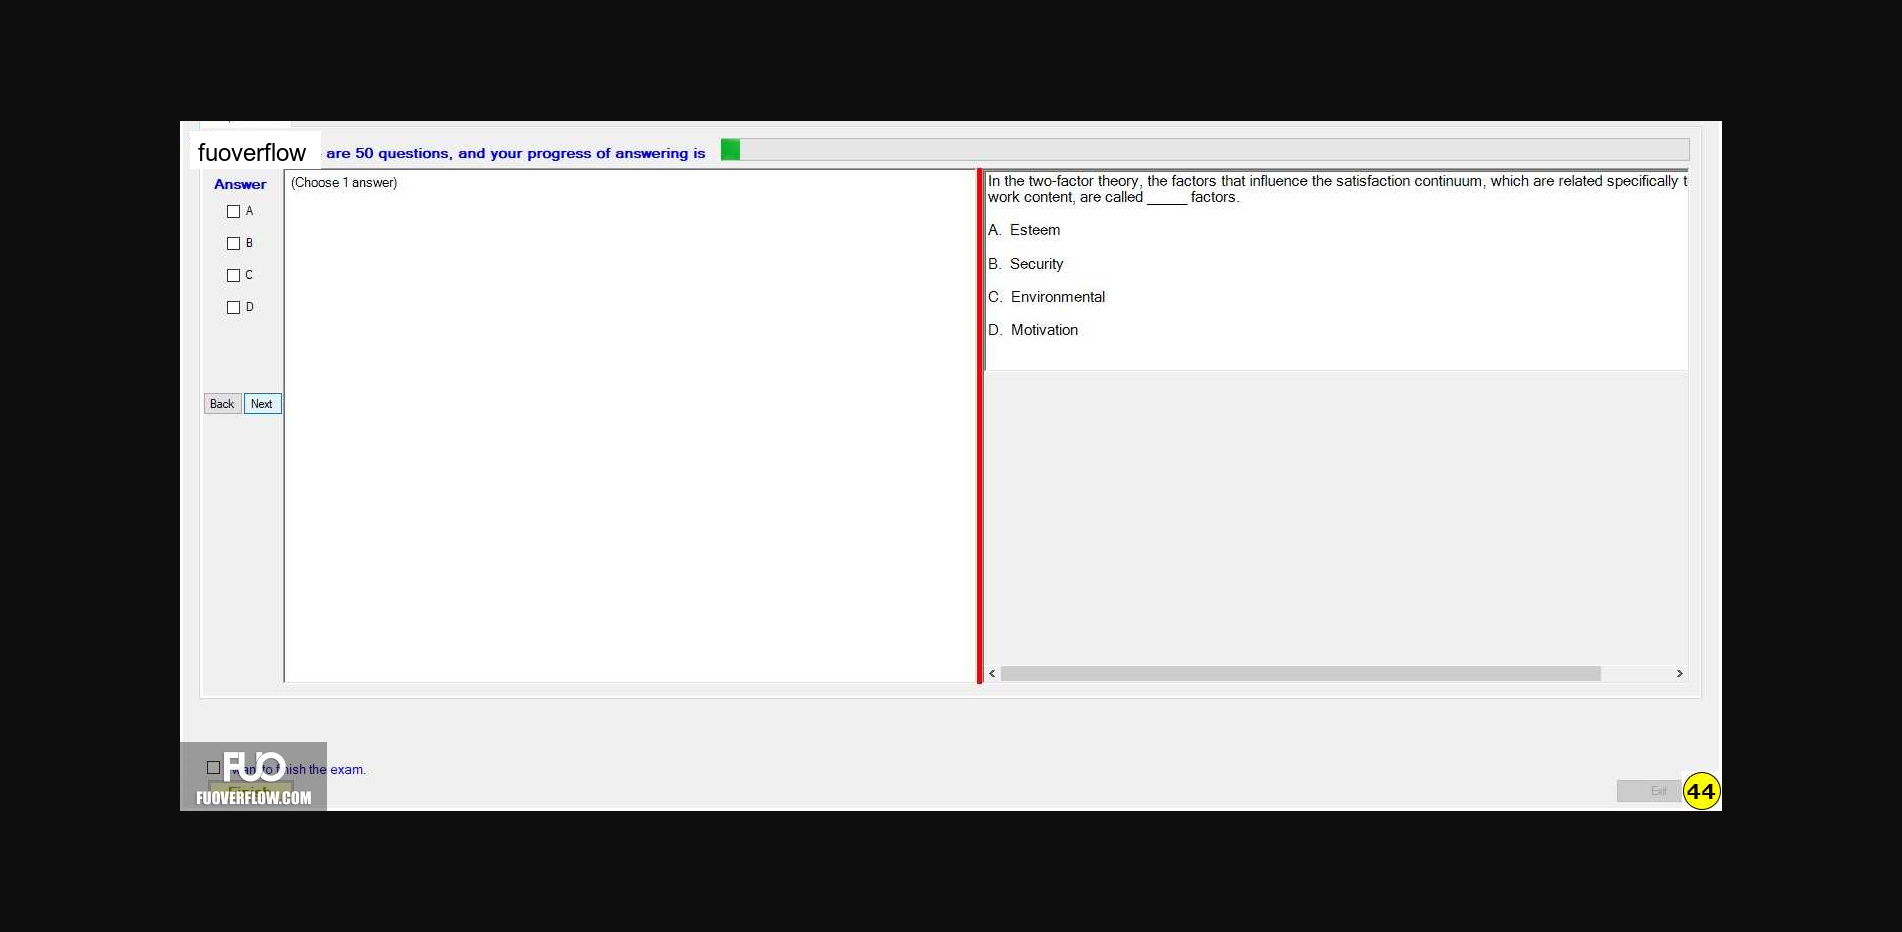 fuoverflow are 50 questions, and your progress of answering is
Answer
A
B
C
D
Back Next
(Choose 1 answer)
In the two-factor theory, the factors that influence the satisfaction continuum, which are related specifically t
work content, are called _____ factors.
A. Esteem
B. Security
C. Environmental
D. Motivation
FUO
want to finish the exam.
Finish
FUOVERFLOW.COM
Exit
44